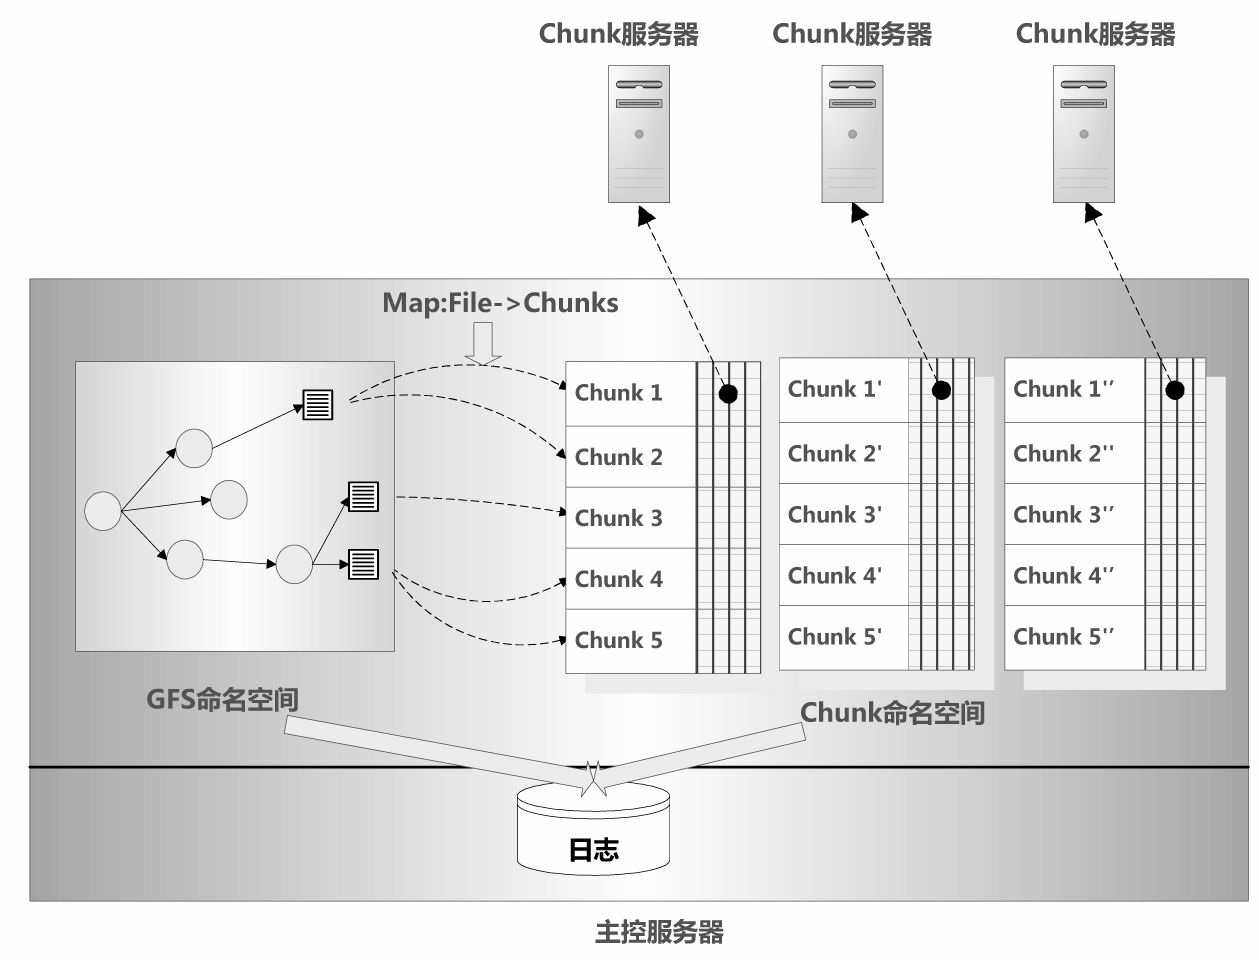 Chunk服务器
Chunk服务器
Chunk服务器
Map:File->Chunks
Chunk 1
Chunk 2
Chunk 3
Chunk 4
Chunk 5
Chunk 1'
Chunk 2'
Chunk 3'
Chunk 4'
Chunk 5'
Chunk 1’’
Chunk 2''
Chunk 3’’
Chunk 4’’
Chunk 5’’
GFS命名空间
Chunk命名空间
日志
主控服务器